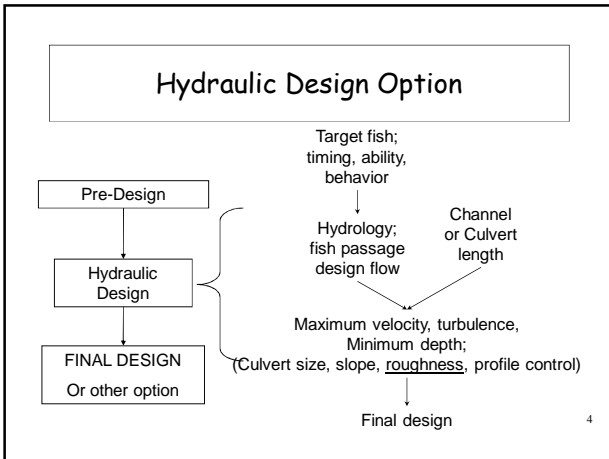 Hydraulic Design Option
Pre-Design
Hydraulic
Design
FINAL DESIGN
Or other option
Target fish;
timing, ability,
behavior
Hydrology;
fish passage
design flow
Channel
or Culvert
length
Maximum velocity, turbulence,
Minimum depth;
(Culvert size, slope, roughness, profile control)
Final design
4